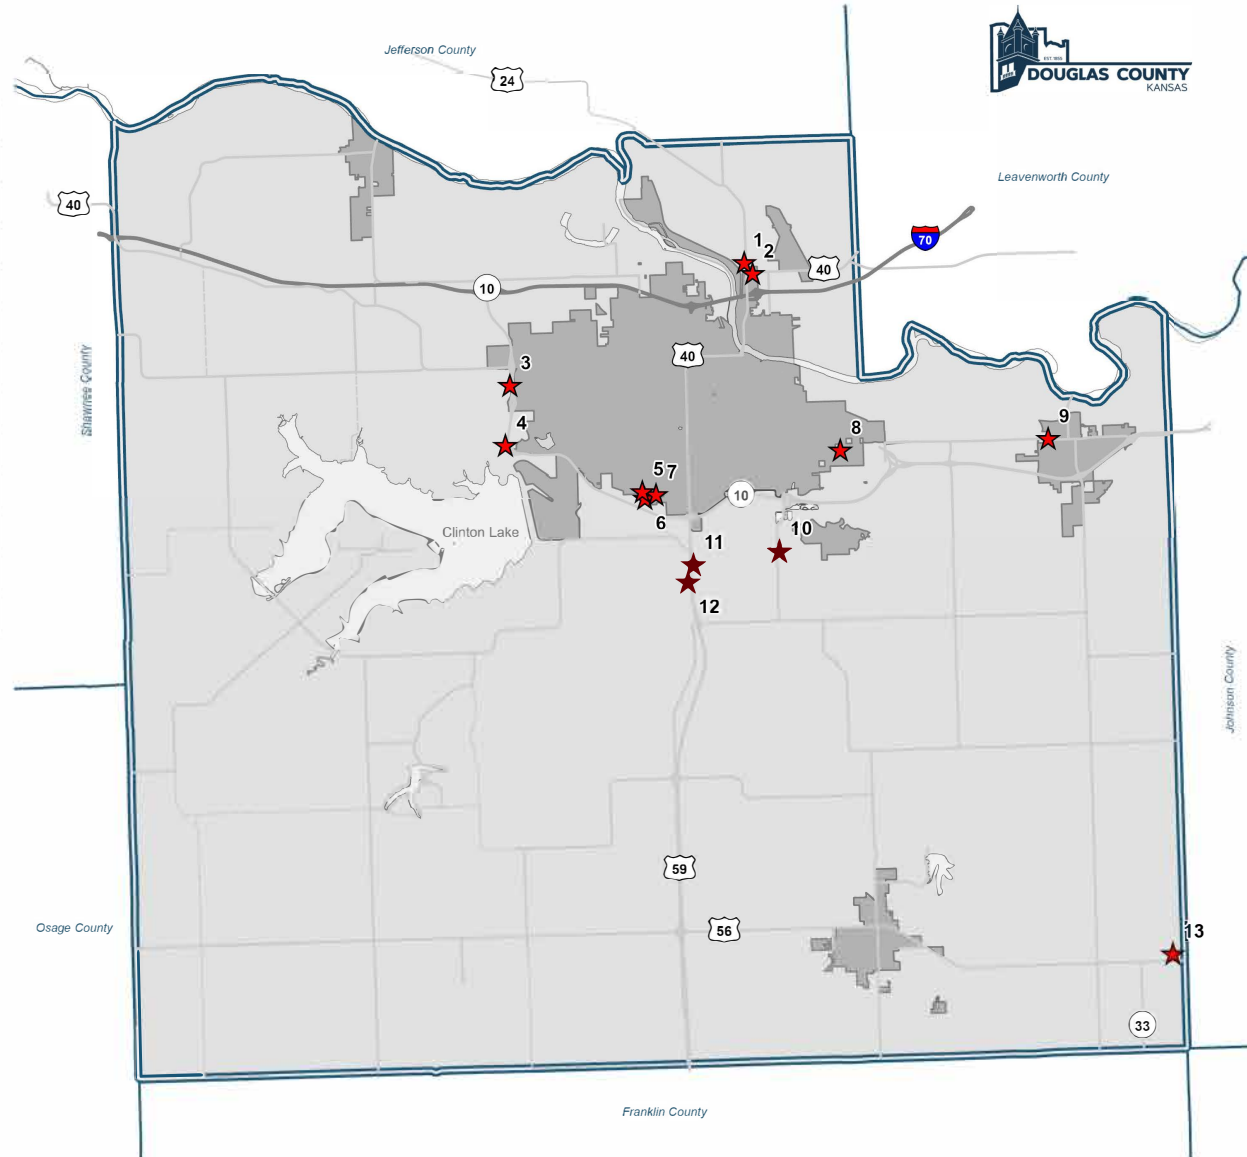 Jefferson County
24
EST. 1855
DOUGLAS COUNTY
KANSAS
Leavenworth County
40
70
1
2
40
10
40
3
Shawnee County
4
9
8
5 7
10
6
Clinton Lake
10
11
12
Johnson County
59
56
Osage County
13
33
Franklin County